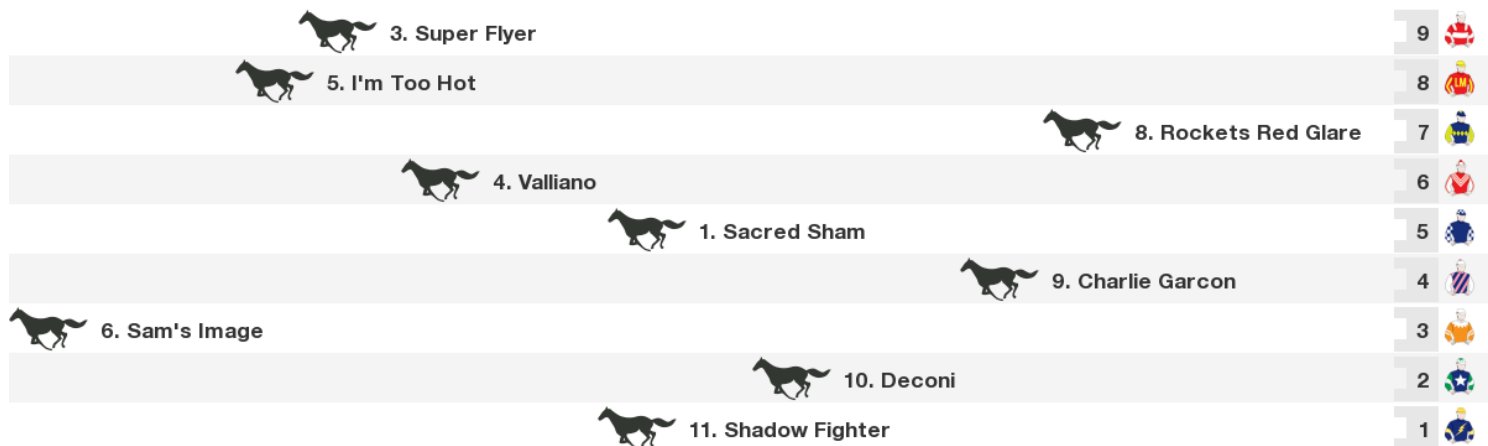 3. Super Flyer 9
5. I'm Too Hot 8 LM
8. Rockets Red Glare 7
4. Valliano 6
1. Sacred Sham 5
9. Charlie Garcon 4
6. Sam's Image 3
10. Deconi 2
11. Shadow Fighter 1